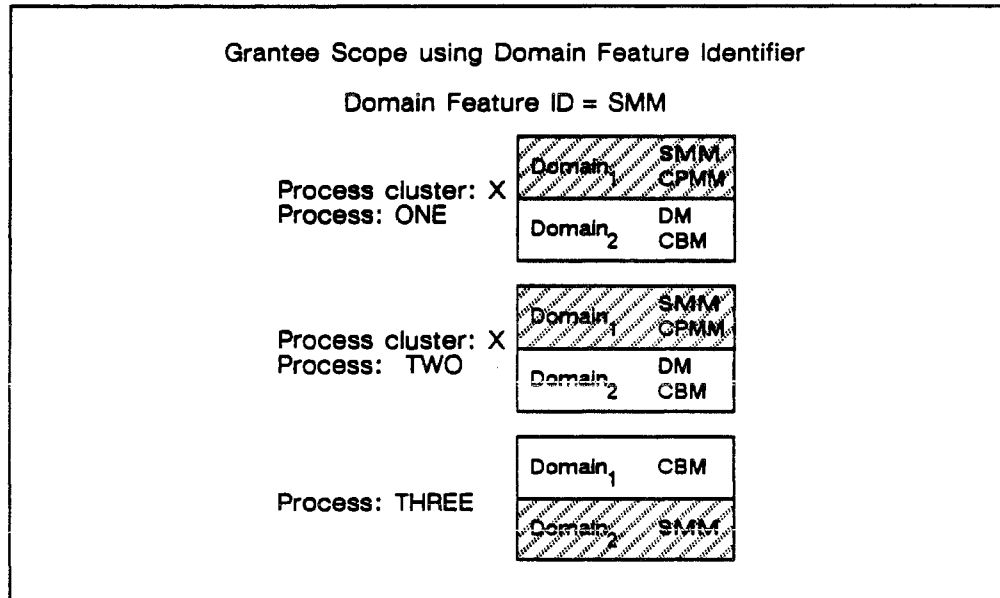 Grantee Scope using Domain Feature Identifier
Domain Feature ID = SMM
Process cluster: X
Process: ONE
Domain1 SMM
CPMM
Domain2 DM
CBM
Process cluster: X
Process: TWO
Domain1 SMM
CPMM
Domain2 DM
CBM
Process: THREE
Domain1 CBM
Domain2 SMM